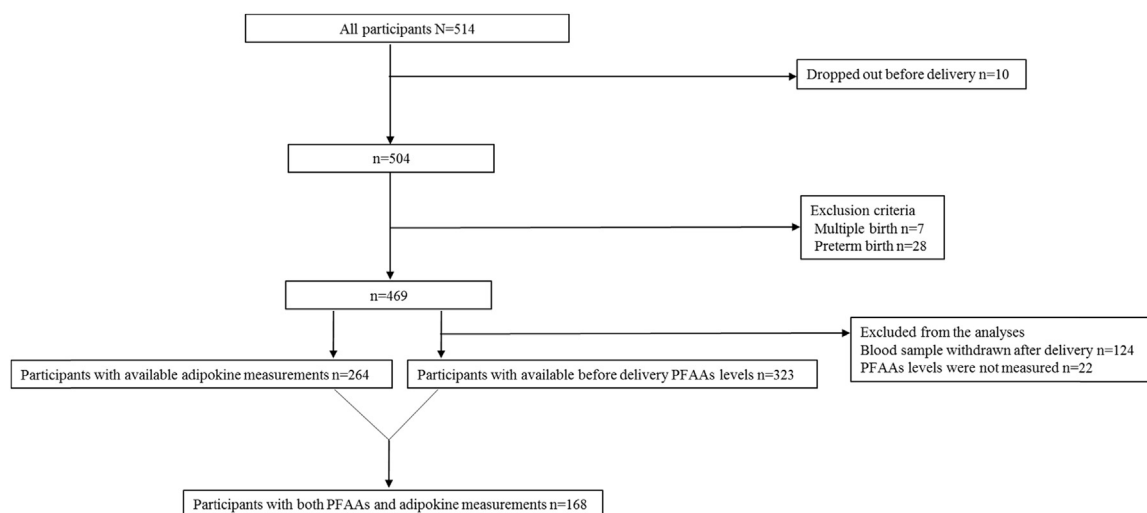 All participants N=514
Dropped out before delivery n=10
n=504
Exclusion criteria
Multiple birth n=7
Preterm birth n=28
n=469
Excluded from the analyses
Blood sample withdrawn after delivery n=124
PFAAs levels were not measured n=22
Participants with available adipokine measurements n=264
Participants with available before delivery PFAAs levels n=323
Participants with both PFAAs and adipokine measurements n=168